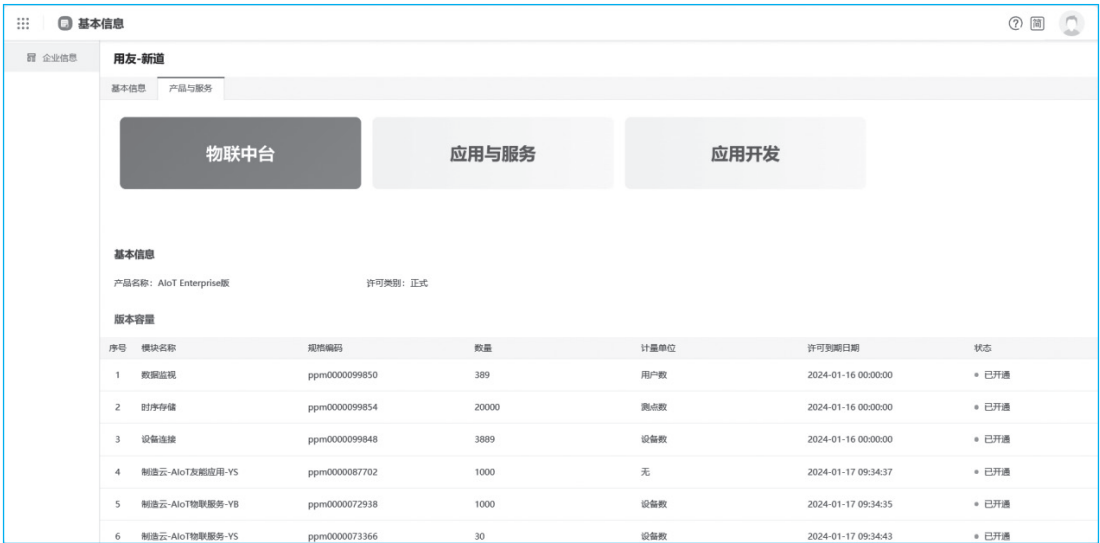 基本信息
简
企业信息
用友-新道
基本信息 产品与服务
物联中台 应用与服务 应用开发
基本信息
产品名称：AIoT Enterprise版 许可类别：正式
版本容量
序号 模块名称 规格编码 数量 计量单位 许可到期日期 状态
1 数据监视 ppm0000099850 389 用户数 2024-01-16 00:00:00 已开通
2 时序存储 ppm0000099854 20000 测点数 2024-01-16 00:00:00 已开通
3 设备连接 ppm0000099848 3889 设备数 2024-01-16 00:00:00 已开通
4 制造云-AIoT友能应用-YS ppm0000087702 1000 无 2024-01-17 09:34:37 已开通
5 制造云-AIoT物联服务-YB ppm0000072938 1000 设备数 2024-01-17 09:34:35 已开通
6 制造云-AIoT物联服务-YS ppm0000073366 30 设备数 2024-01-17 09:34:43 已开通